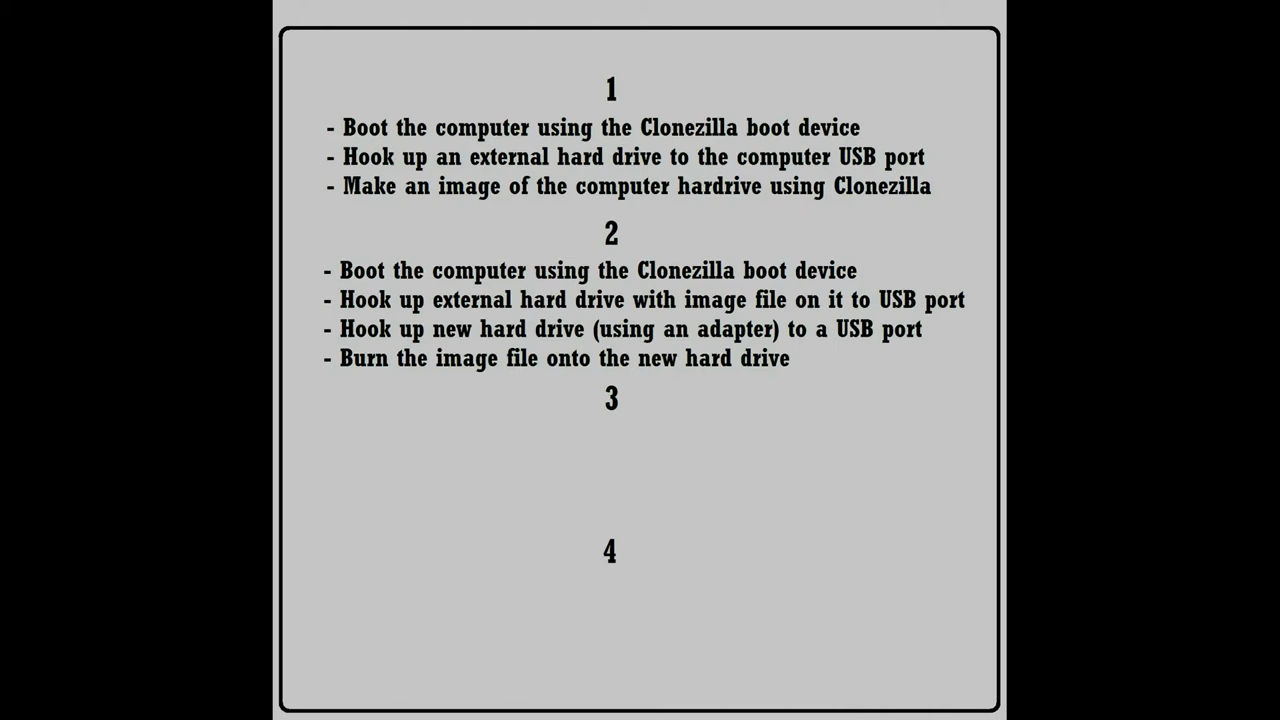 1
- Boot the computer using the Clonezilla boot device
- Hook up an external hard drive to the computer USB port
- Make an image of the computer hardrive using Clonezilla
2
- Boot the computer using the Clonezilla boot device
- Hook up external hard drive with image file on it to USB port
- Hook up new hard drive (using an adapter) to a USB port
- Burn the image file onto the new hard drive
3
4